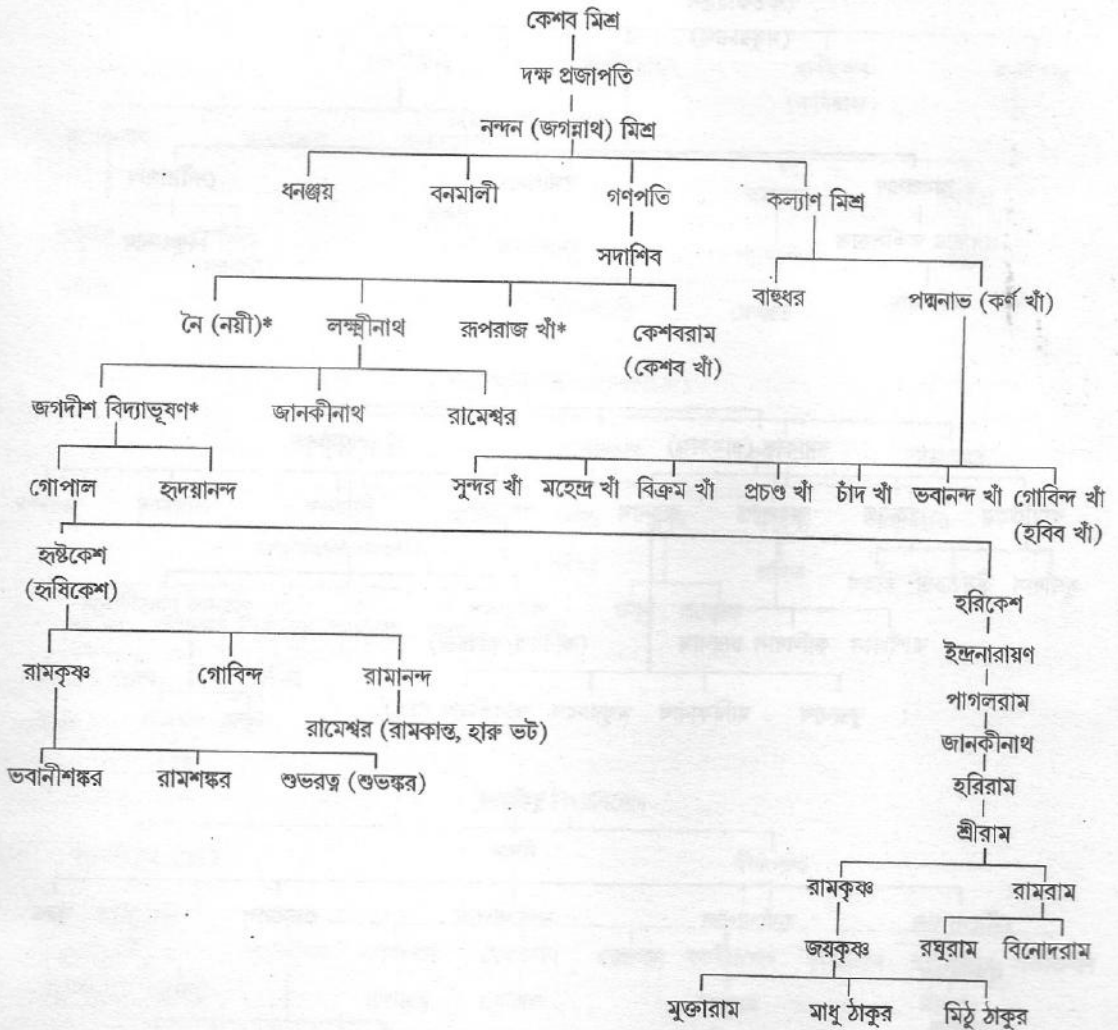 কেশব মিশ্র
দক্ষ প্রজাপতি
নন্দন (জগন্নাথ) মিশ্র
ধনঞ্জয় বনমালী গণপতি কল্যাণ মিশ্র
সদাশিব
বাহুধর পদ্মনাভ (কর্ণ খাঁ)
নৈ (নয়ী)* লক্ষ্মীনাথ রূপরাজ খাঁ* কেশবরাম
(কেশব খাঁ)
জগদীশ বিদ্যাভূষণ* জানকীনাথ রামেশ্বর
গোপাল হৃদয়ানন্দ সুন্দর খাঁ মহেন্দ্র খাঁ বিক্রম খাঁ প্রচণ্ড খাঁ চাঁদ খাঁ ভবানন্দ খাঁ গোবিন্দ খাঁ
(হবিব খাঁ)
হৃষ্টকেশ
(হৃষিকেশ)
হরিকেশ
ইন্দ্রনারায়ণ
রামকৃষ্ণ গোবিন্দ রামানন্দ
পাগলরাম
রামেশ্বর (রামকান্ত, হারু ভট)
জানকীনাথ
ভবানীশঙ্কর রামশঙ্কর শুভরত্ন (শুভঙ্কর)
হরিরাম
শ্রীরাম
রামকৃষ্ণ রামরাম
জয়কৃষ্ণ রঘুরাম বিনোদরাম
মুক্তারাম মাধু ঠাকুর মিঠু ঠাকুর